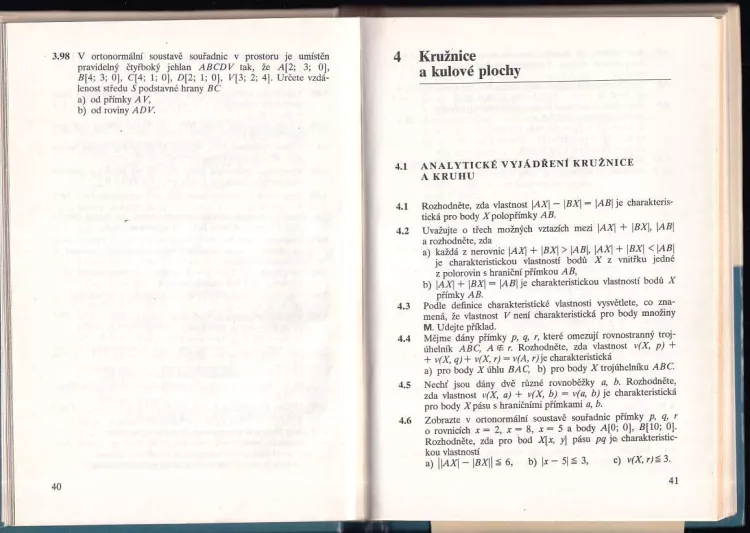 3,98 V ortonormální soustavě souřadnic v prostoru je umístěn
pravidelný čtyřboký jehlan ABCDV tak, že A[2; 3; 0],
B[4; 3; 0], C[4; 1; 0], D[2; 1; 0], V[3; 2; 4]. Určete vzdá-
lenost středu S podstavné hrany BC
a) od přímky AV,
b) od roviny ADV.
40
4 Kružnice
a kulové plochy
4.1 ANALYTICKÉ VYJÁDŘENÍ KRUŽNICE
A KRUHU
4.1 Rozhodněte, zda vlastnost |AX| − |BX| = |AB| je charakteris-
tická pro body X polopřímky AB.
4.2 Uvažujte o třech možných vztazích mezi |AX| + |BX|, |AB|
a rozhodněte, zda
a) každá z nerovnic |AX| + |BX| > |AB|, |AX| + |BX| < |AB|
je charakteristickou vlastností bodů X z vnitřku jedné
z polorovin s hraniční přímkou AB,
b) |AX| + |BX| = |AB| je charakteristickou vlastností bodů X
přímky AB.
4.3 Podle definice charakteristické vlastnosti vysvětlete, co zna-
mená, že vlastnost V není charakteristická pro body množiny
M. Udejte příklad.
4.4 Mějme dány přímky p, q, r, které omezují rovnostranný troj-
úhelník ABC, A ∉ r. Rozhodněte, zda vlastnost v(X, p) +
+ v(X, q) + v(X, r) = v(A, r) je charakteristická
a) pro body X úhlu BAC, b) pro body X trojúhelníku ABC.
4.5 Nechť jsou dány dvě různé rovnoběžky a, b. Rozhodněte,
zda vlastnost v(X, a) + v(X, b) = v(a, b) je charakteristická
pro body X pásu s hraničními přímkami a, b.
4.6 Zobrazte v ortonormální soustavě souřadnic přímky p, q, r
o rovnicích x = 2, x = 8, x = 5 a body A[0; 0], B[10; 0].
Rozhodněte, zda pro bod X[x, y] pásu pq je charakteristic-
kou vlastností
a) ||AX| − |BX|| ≦ 6, b) |x − 5| ≦ 3, c) v(X, r) ≦ 3.
41